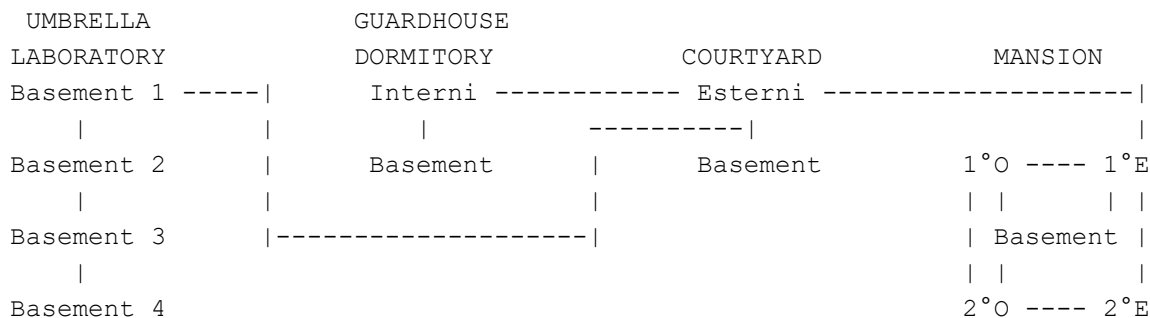 UMBRELLA GUARDHOUSE
LABORATORY DORMITORY COURTYARD MANSION
Basement 1 -----| Interni ------------ Esterni --------------------|
| | | ----------| |
Basement 2 | Basement | Basement 1°O ---- 1°E
| | | | | | |
Basement 3 |--------------------| | Basement |
| | | |
Basement 4 2°O ---- 2°E